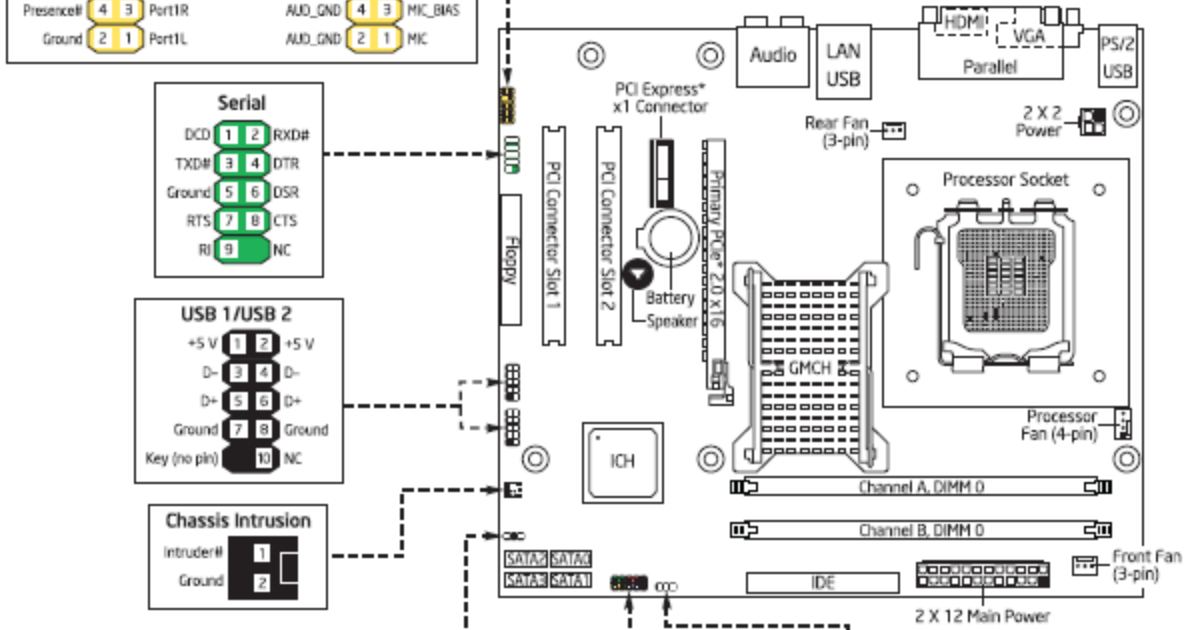 Presence# 4 3 Port1R
Ground 2 1 Port1L
AUD_GND 4 3 MIC_BIAS
AUD_GND 2 1 MIC
Serial
DCD 1 2 RXD#
TXD# 3 4 DTR
Ground 5 6 DSR
RTS 7 8 CTS
RI 9 NC
USB 1/USB 2
+5 V 1 2 +5 V
D- 3 4 D-
D+ 5 6 D+
Ground 7 8 Ground
Key (no pin) 10 NC
Chassis Intrusion
Intruder# 1
Ground 2
Audio
LAN
USB
HDMI
VGA
Parallel
PS/2
USB
PCI Express*
x1 Connector
Rear Fan
(3-pin)
2 X 2
Power
Floppy
PCI Connector Slot 1
PCI Connector Slot 2
Primary PCIe* 2.0 x16
Battery
Speaker
Processor Socket
GMCH
Processor
Fan (4-pin)
ICH
Channel A, DIMM 0
Channel B, DIMM 0
SATA2 SATA0
SATA3 SATA1
IDE
Front Fan
(3-pin)
2 X 12 Main Power